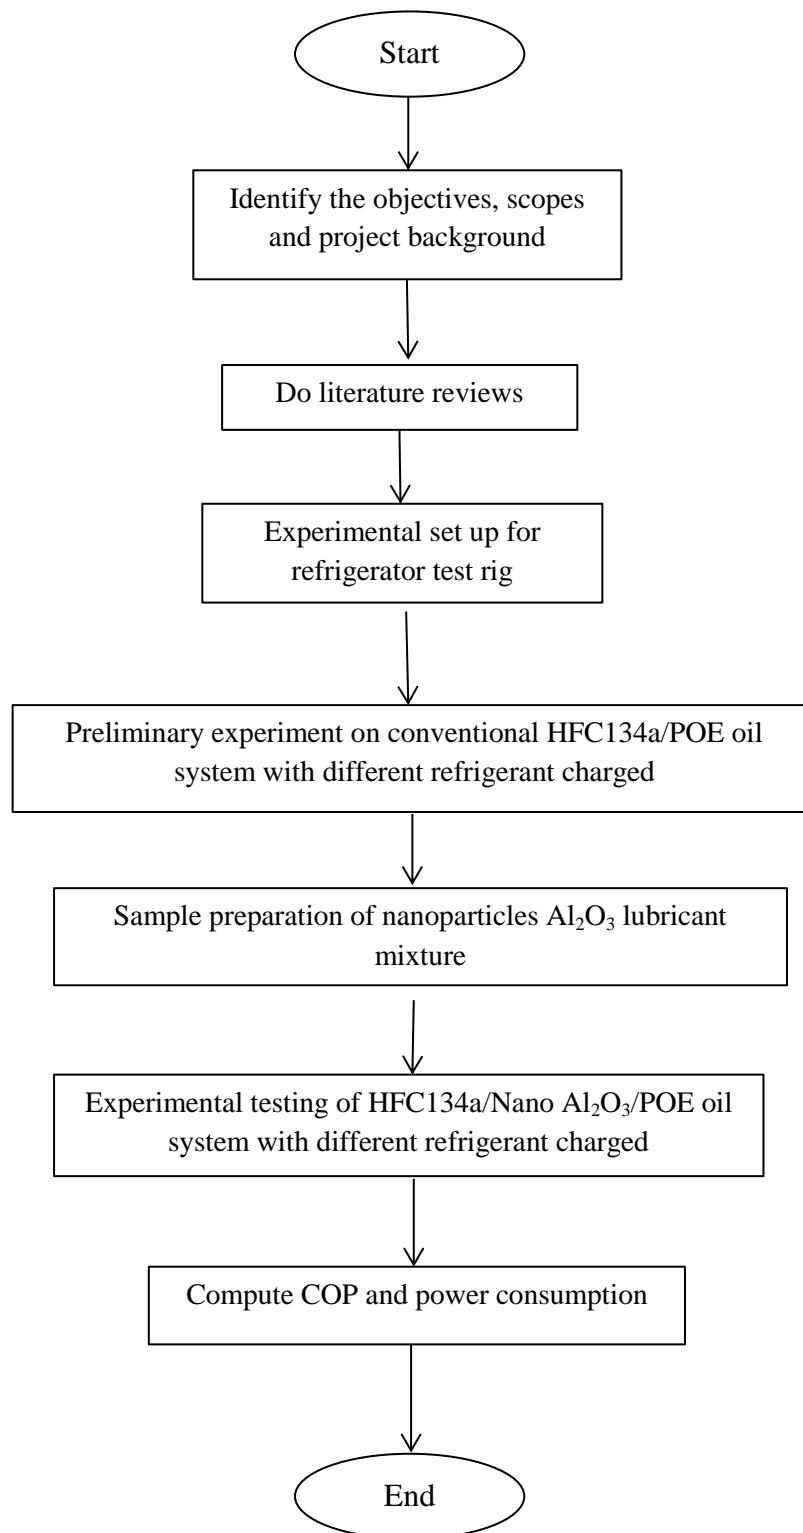 Start
Identify the objectives, scopes
and project background
Do literature reviews
Experimental set up for
refrigerator test rig
Preliminary experiment on conventional HFC134a/POE oil
system with different refrigerant charged
Sample preparation of nanoparticles Al₂O₃ lubricant
mixture
Experimental testing of HFC134a/Nano Al₂O₃/POE oil
system with different refrigerant charged
Compute COP and power consumption
End